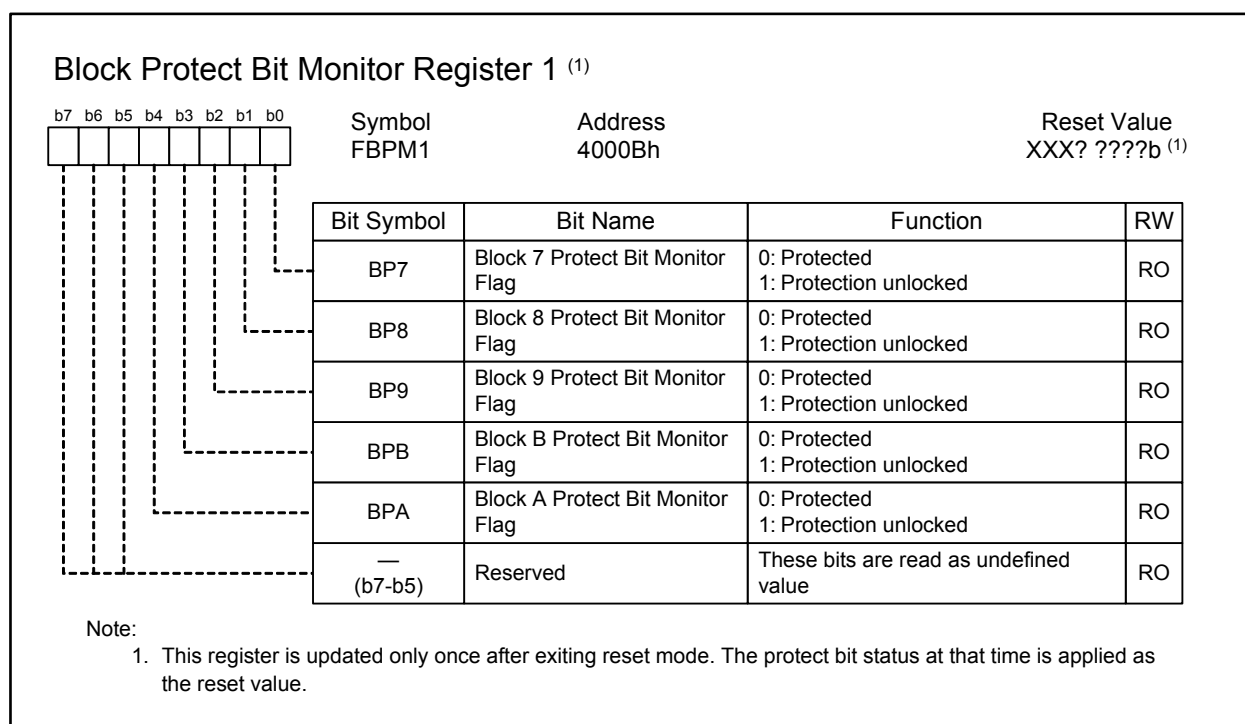 Block Protect Bit Monitor Register 1 (1)
b7 b6 b5 b4 b3 b2 b1 b0
Symbol Address Reset Value
FBPM1 4000Bh XXX? ????b (1)
Bit Symbol Bit Name Function RW
BP7 Block 7 Protect Bit Monitor Flag 0: Protected 1: Protection unlocked RO
BP8 Block 8 Protect Bit Monitor Flag 0: Protected 1: Protection unlocked RO
BP9 Block 9 Protect Bit Monitor Flag 0: Protected 1: Protection unlocked RO
BPB Block B Protect Bit Monitor Flag 0: Protected 1: Protection unlocked RO
BPA Block A Protect Bit Monitor Flag 0: Protected 1: Protection unlocked RO
— (b7-b5) Reserved These bits are read as undefined value RO
Note:
1. This register is updated only once after exiting reset mode. The protect bit status at that time is applied as
the reset value.